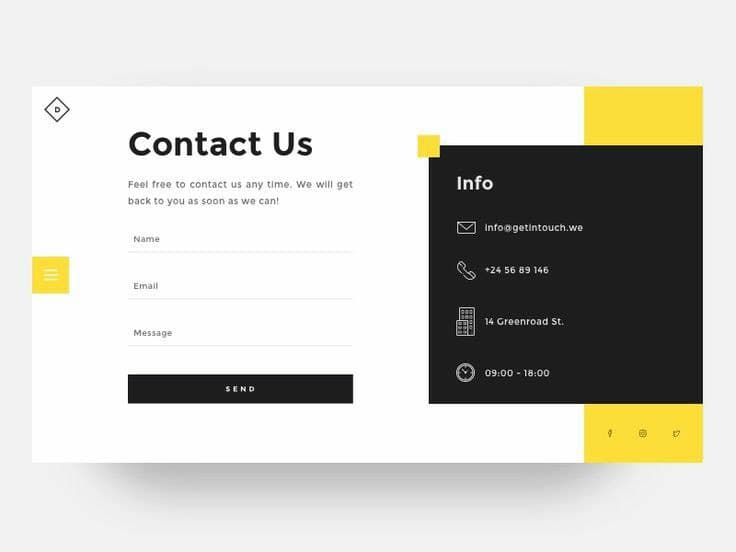 D
Contact Us
Feel free to contact us any time. We will get
back to you as soon as we can!
Name
Email
Message
SEND
Info
info@getintouch.we
+24 56 89 146
14 Greenroad St.
09:00 - 18:00